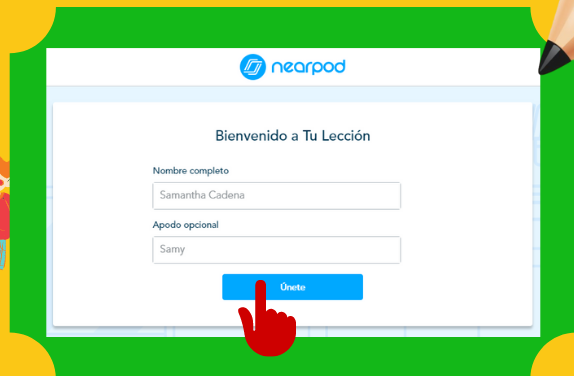 nearpod
Bienvenido a Tu Lección
Nombre completo
Samantha Cadena
Apodo opcional
Samy
Únete